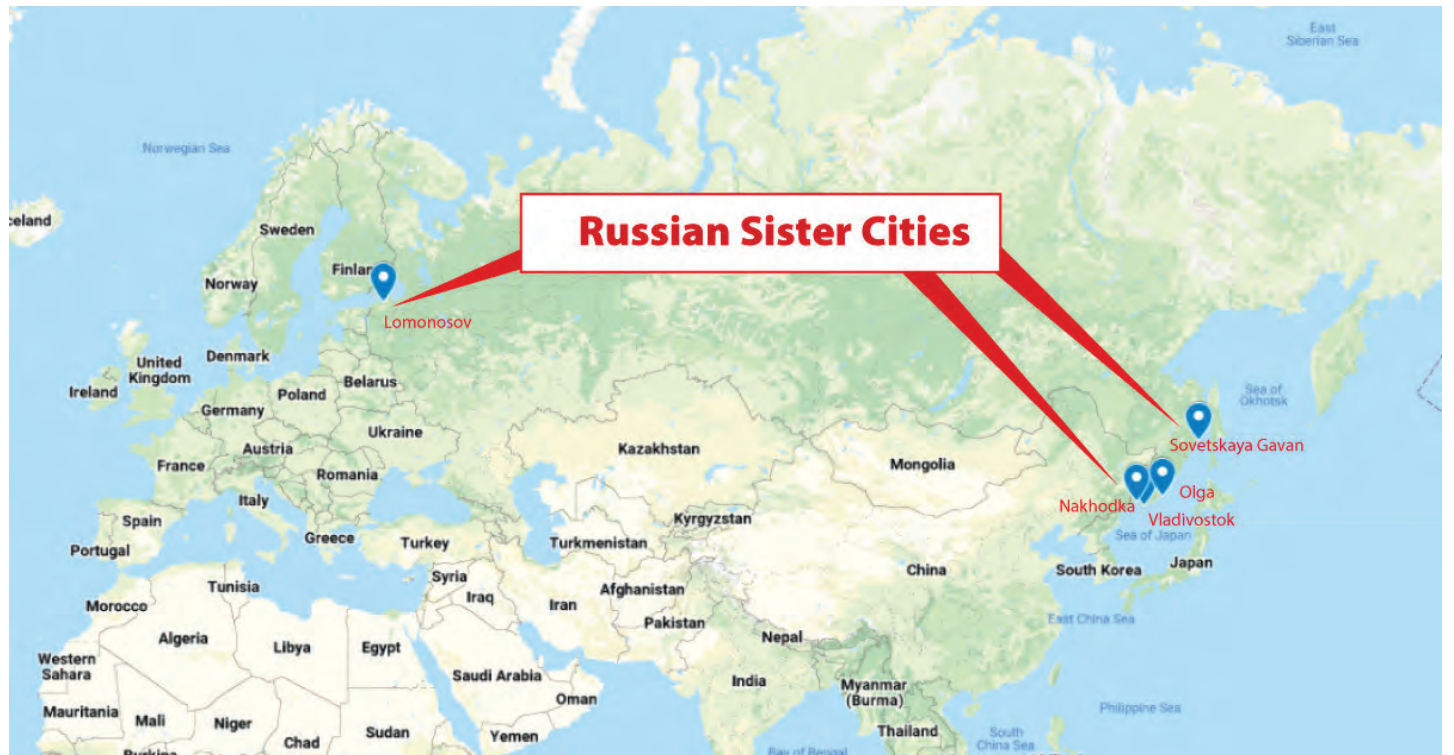 East
Siberian Sea
Norwegian Sea
celand
Russian Sister Cities
Sweden
Finlan
Norway
Lomonosov
United
Kingdom
Denmark
Ireland
Belarus
Poland
Sea of
Okhotsk
Germany
Ukraine
Austria
Sovetskaya Gavan
Kazakhstan
Mongolia
France
Romania
Olga
Italy
Nakhodka
Spain
Kyrgyzstan
Vladivostok
Greece
Turkey
Turkmenistan
Sea of Japan
Portugal
Japan
South Korea
China
Syria
Tunisia
Afghanistan
Iraq
Iran
Morocco
Pakistan
East China Sea
Algeria
Nepal
Libya
Egypt
Western
Sahara
Saudi Arabia
India
Myanmar
(Burma)
Oman
Mauritania
Philippine Sea
Mali
Niger
Sudan
Yemen
Thailand
South
China Sea
Chad
Burkina
Bay of Bengal